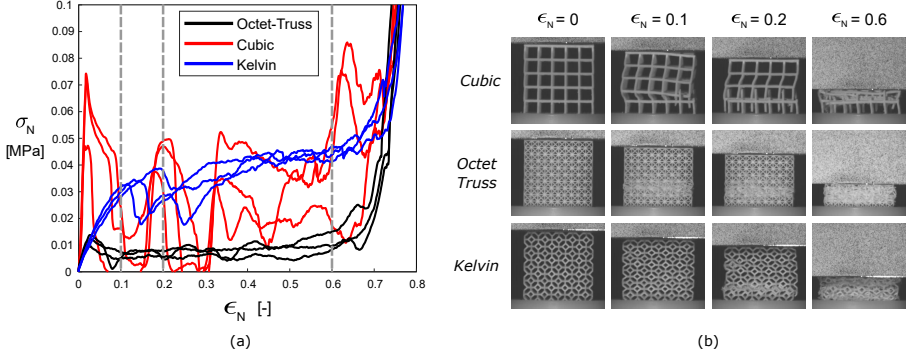 0.1
0.09
0.08
0.07
0.06
0.05
0.04
0.03
0.02
0.01
0
σN
[MPa]
Octet-Truss
Cubic
Kelvin
0 0.1 0.2 0.3 0.4 0.5 0.6 0.7 0.8
ϵN [-]
(a)
ϵN = 0 ϵN = 0.1 ϵN = 0.2 ϵN = 0.6
Cubic
Octet
Truss
Kelvin
(b)